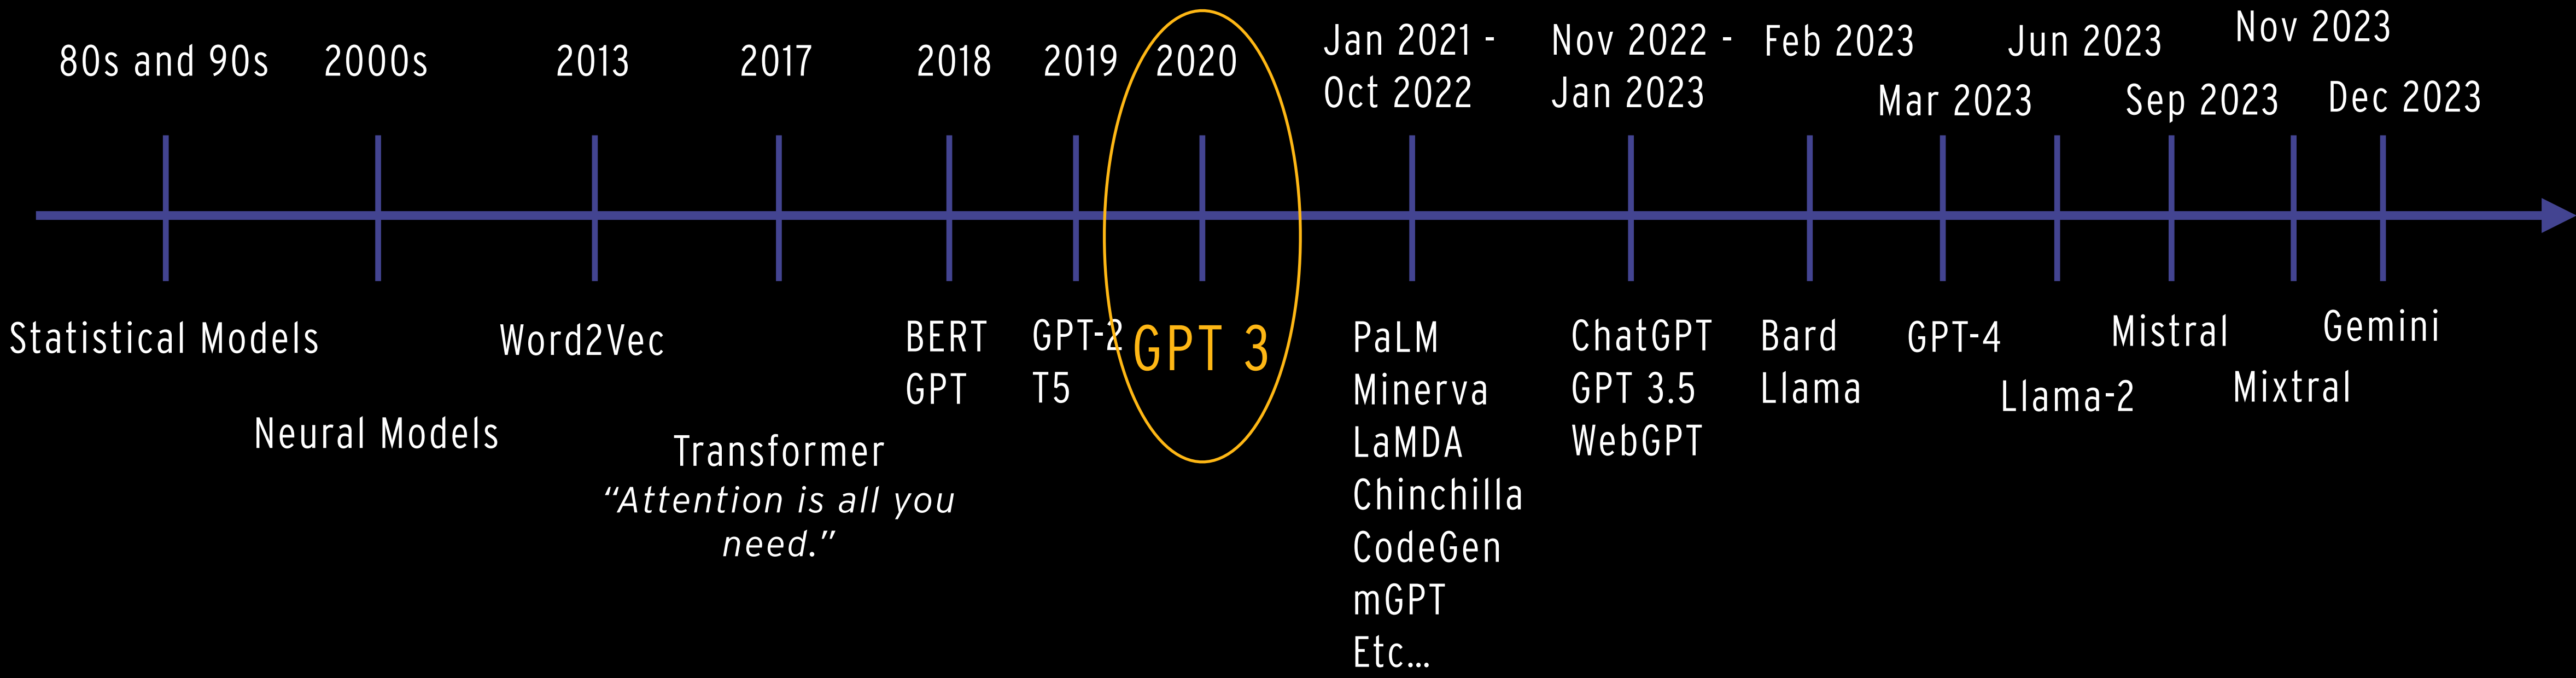 80s and 90s
2000s
2013
2017
2018
2019
2020
Jan 2021 -
Oct 2022
Nov 2022 -
Jan 2023
Feb 2023
Mar 2023
Jun 2023
Sep 2023
Nov 2023
Dec 2023
Statistical Models
Neural Models
Word2Vec
Transformer
“Attention is all you
need.”
BERT
GPT
GPT-2
T5
GPT 3
PaLM
Minerva
LaMDA
Chinchilla
CodeGen
mGPT
Etc…
ChatGPT
GPT 3.5
WebGPT
Bard
Llama
GPT-4
Llama-2
Mistral
Mixtral
Gemini